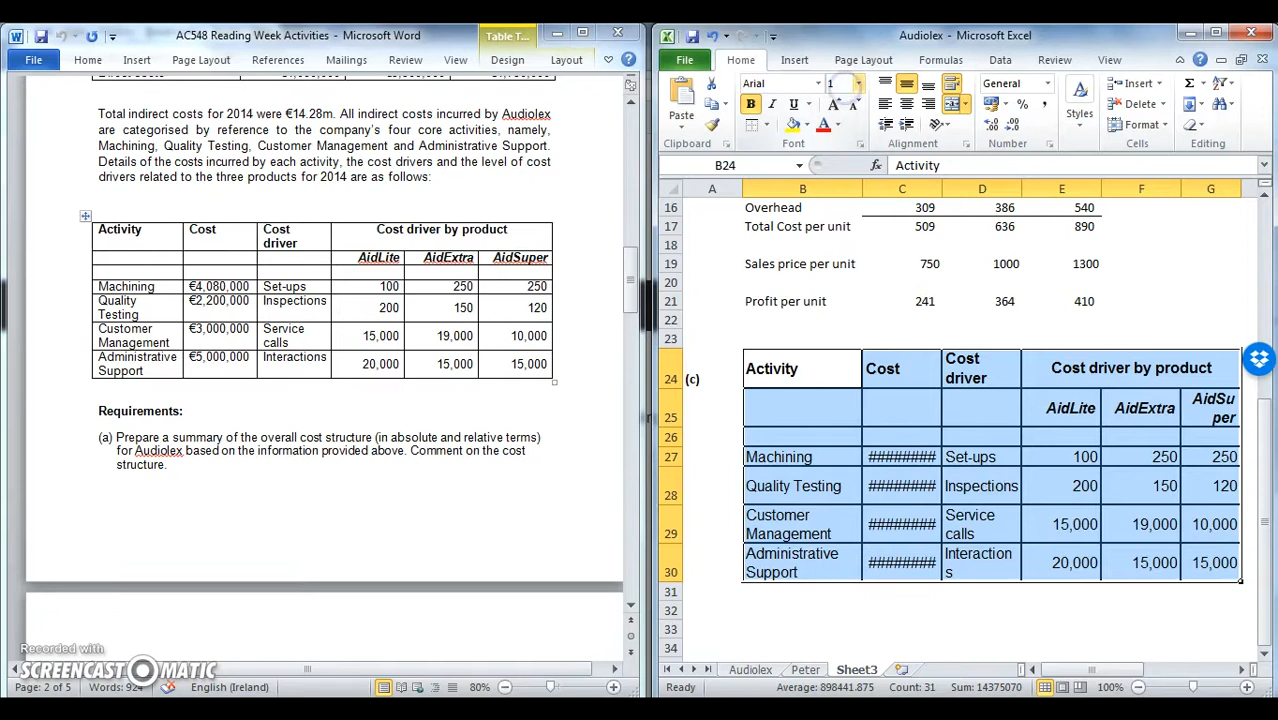 AC548 Reading Week Activities - Microsoft Word
Table T...
File Home Insert Page Layout References Mailings Review View Design Layout
Total indirect costs for 2014 were €14.28m. All indirect costs incurred by Audiolex
are categorised by reference to the company's four core activities, namely,
Machining, Quality Testing, Customer Management and Administrative Support.
Details of the costs incurred by each activity, the cost drivers and the level of cost
drivers related to the three products for 2014 are as follows:
Activity Cost Cost driver Cost driver by product
AidLite AidExtra AidSuper
Machining €4,080,000 Set-ups 100 250 250
Quality Testing €2,200,000 Inspections 200 150 120
Customer Management €3,000,000 Service calls 15,000 19,000 10,000
Administrative Support €5,000,000 Interactions 20,000 15,000 15,000
Requirements:
(a) Prepare a summary of the overall cost structure (in absolute and relative terms)
for Audiolex based on the information provided above. Comment on the cost
structure.
Recorded with
SCREENCAST-O-MATIC
Page: 2 of 5 Words: 924 English (Ireland) 80%
Audiolex - Microsoft Excel
File Home Insert Page Layout Formulas Data Review View
Paste Arial 1 General Styles Insert Delete Format
Clipboard Font Alignment Number Cells Editing
B24 fx Activity
A B C D E F G
16 Overhead 309 386 540
17 Total Cost per unit 509 636 890
18
19 Sales price per unit 750 1000 1300
20
21 Profit per unit 241 364 410
22
23
24 (c) Activity Cost Cost driver Cost driver by product
25 AidLite AidExtra AidSu per
26
27 Machining ######## Set-ups 100 250 250
28 Quality Testing ######## Inspections 200 150 120
29 Customer Management ######## Service calls 15,000 19,000 10,000
30 Administrative Support ######## Interaction s 20,000 15,000 15,000
31
32
33
34
Audiolex Peter Sheet3
Ready Average: 898441.875 Count: 31 Sum: 14375070 100%